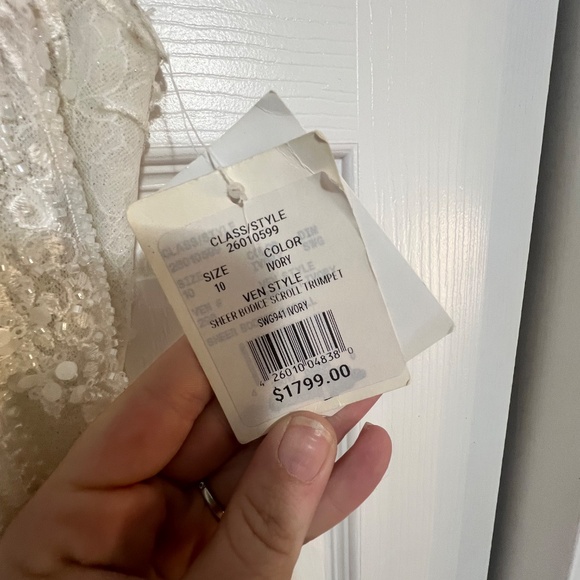 CLASS/STYLE
26010599
SIZE COLOR
10 IVORY
VEN STYLE
SHEER BODICE SCROLL TRUMPET
SWG941 IVORY
4 26010 04838 0
$1799.00